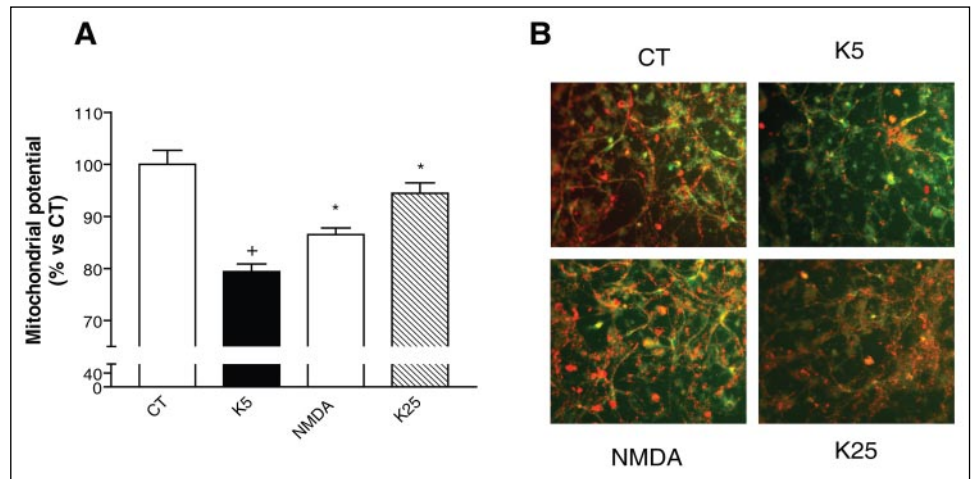 A
Mitochondrial potential
(% vs CT)
110
100
90
80
70
40
0
+
*
*
CT
K5
NMDA
K25
B
CT
K5
NMDA
K25